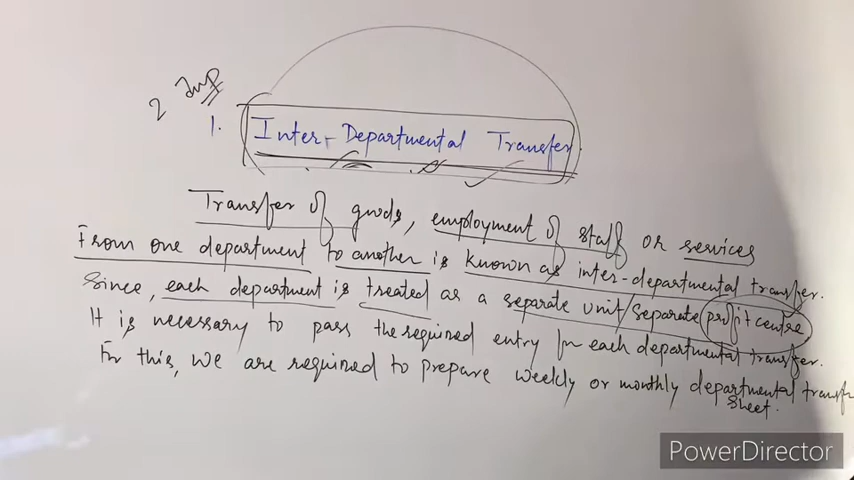 2 Imp
1. Inter-Departmental Transfer
Transfer of goods, employment of staff or services
From one department to another is known as inter-departmental transfer.
Since, each department is treated as a separate unit/separate profit centre
It is necessary to pass the required entry for each departmental transfer.
For this, we are required to prepare weekly or monthly departmental transfer
sheet.
PowerDirector